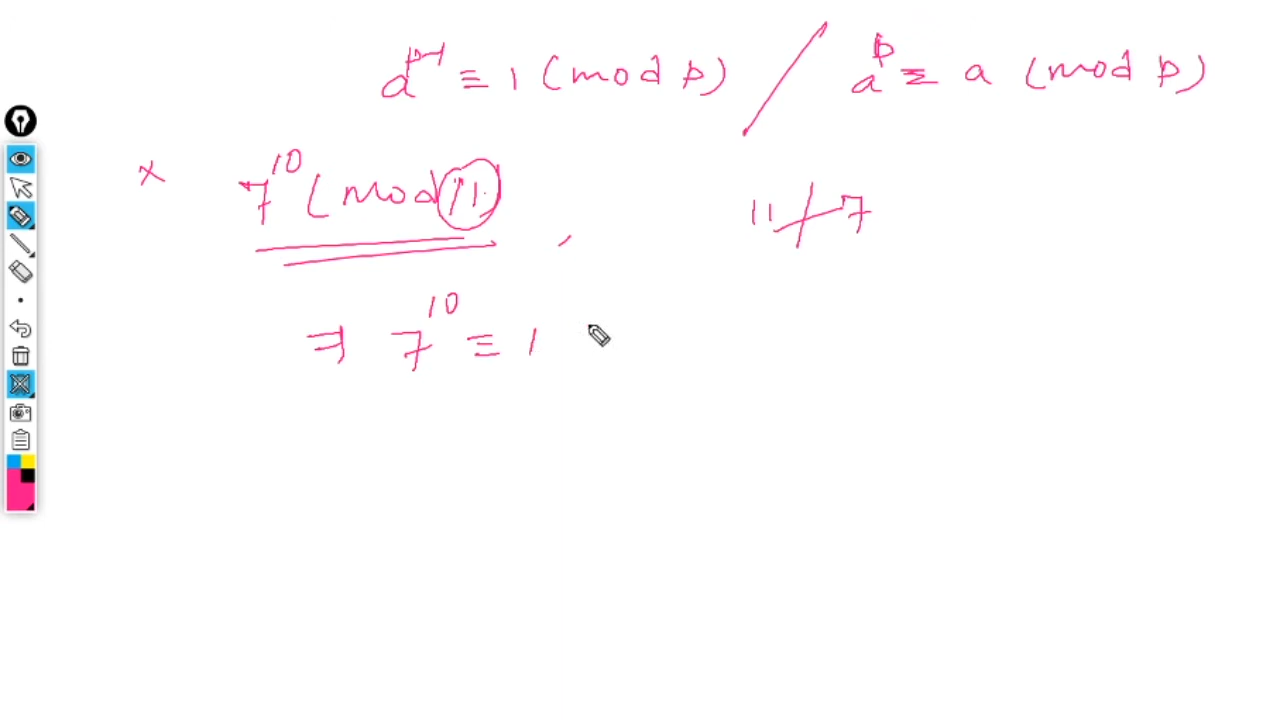 a^{p-1} ≡ 1 (mod p) / a^p ≡ a (mod p)
× 7^{10} (mod 11) , 11 ∤ 7
⇒ 7^{10} ≡ 1